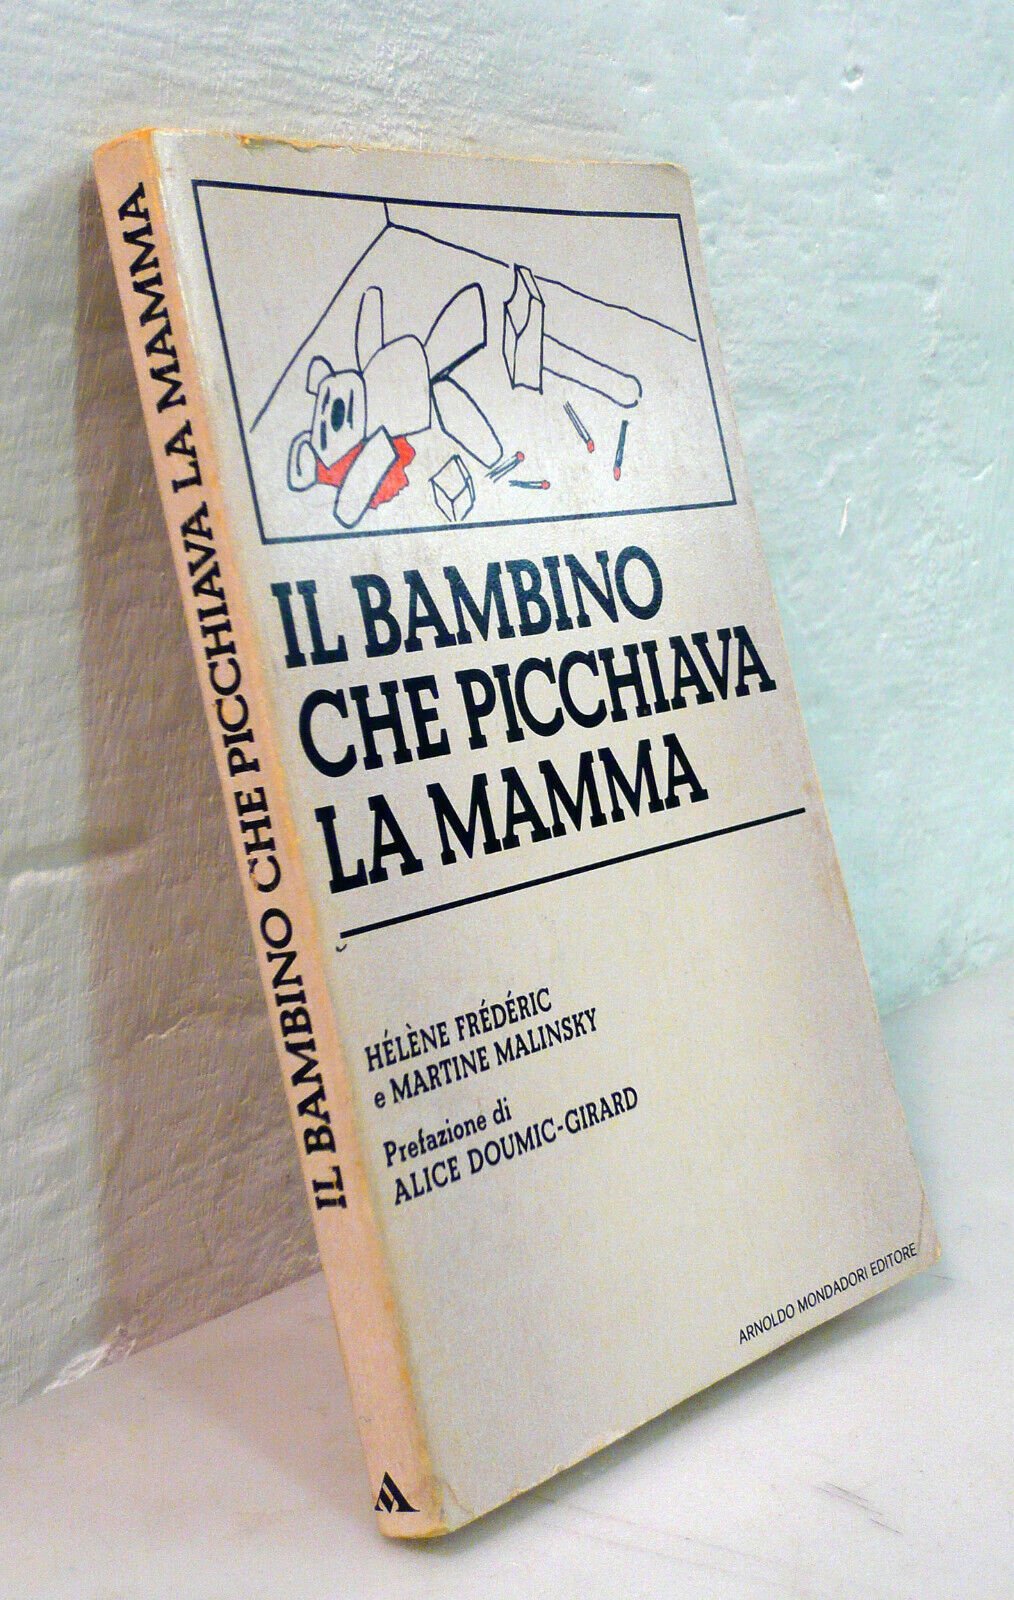 IL BAMBINO CHE PICCHIAVA LA MAMMA
IL BAMBINO
CHE PICCHIAVA
LA MAMMA
HÉLÈNE FRÉDÉRIC
e MARTINE MALINSKY
Prefazione di
ALICE DOUMIC-GIRARD
ARNOLDO MONDADORI EDITORE